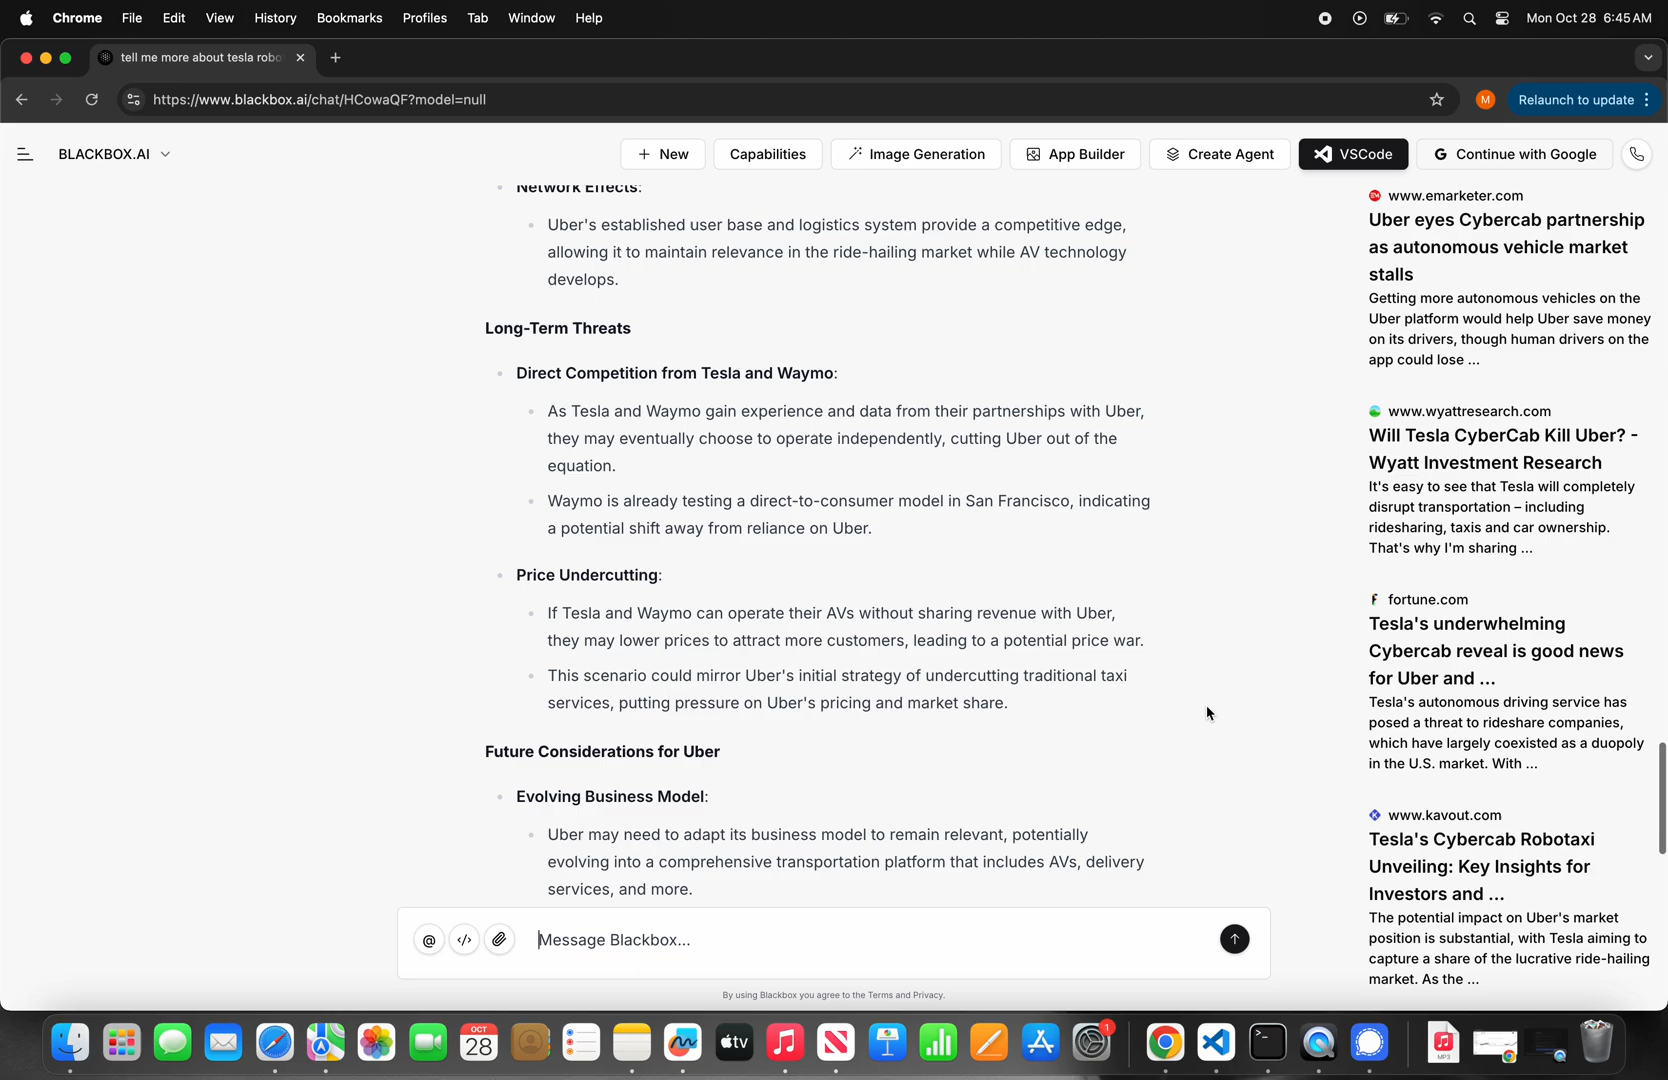 Chrome File Edit View History Bookmarks Profiles Tab Window Help Mon Oct 28 6:45 AM
tell me more about tesla robo
https://www.blackbox.ai/chat/HCowaQF?model=null M Relaunch to update
BLACKBOX.AI New Capabilities Image Generation App Builder Create Agent VSCode G Continue with Google
Network Effects:
Uber's established user base and logistics system provide a competitive edge,
allowing it to maintain relevance in the ride-hailing market while AV technology
develops.
Long-Term Threats
Direct Competition from Tesla and Waymo:
As Tesla and Waymo gain experience and data from their partnerships with Uber,
they may eventually choose to operate independently, cutting Uber out of the
equation.
Waymo is already testing a direct-to-consumer model in San Francisco, indicating
a potential shift away from reliance on Uber.
Price Undercutting:
If Tesla and Waymo can operate their AVs without sharing revenue with Uber,
they may lower prices to attract more customers, leading to a potential price war.
This scenario could mirror Uber's initial strategy of undercutting traditional taxi
services, putting pressure on Uber's pricing and market share.
Future Considerations for Uber
Evolving Business Model:
Uber may need to adapt its business model to remain relevant, potentially
evolving into a comprehensive transportation platform that includes AVs, delivery
services, and more.
@ </> Message Blackbox...
By using Blackbox you agree to the Terms and Privacy.
www.emarketer.com
Uber eyes Cybercab partnership
as autonomous vehicle market
stalls
Getting more autonomous vehicles on the
Uber platform would help Uber save money
on its drivers, though human drivers on the
app could lose ...
www.wyattresearch.com
Will Tesla CyberCab Kill Uber? -
Wyatt Investment Research
It's easy to see that Tesla will completely
disrupt transportation – including
ridesharing, taxis and car ownership.
That's why I'm sharing ...
fortune.com
Tesla's underwhelming
Cybercab reveal is good news
for Uber and ...
Tesla's autonomous driving service has
posed a threat to rideshare companies,
which have largely coexisted as a duopoly
in the U.S. market. With ...
www.kavout.com
Tesla's Cybercab Robotaxi
Unveiling: Key Insights for
Investors and ...
The potential impact on Uber's market
position is substantial, with Tesla aiming to
capture a share of the lucrative ride-hailing
market. As the ...
OCT
28
tv
1
MP3